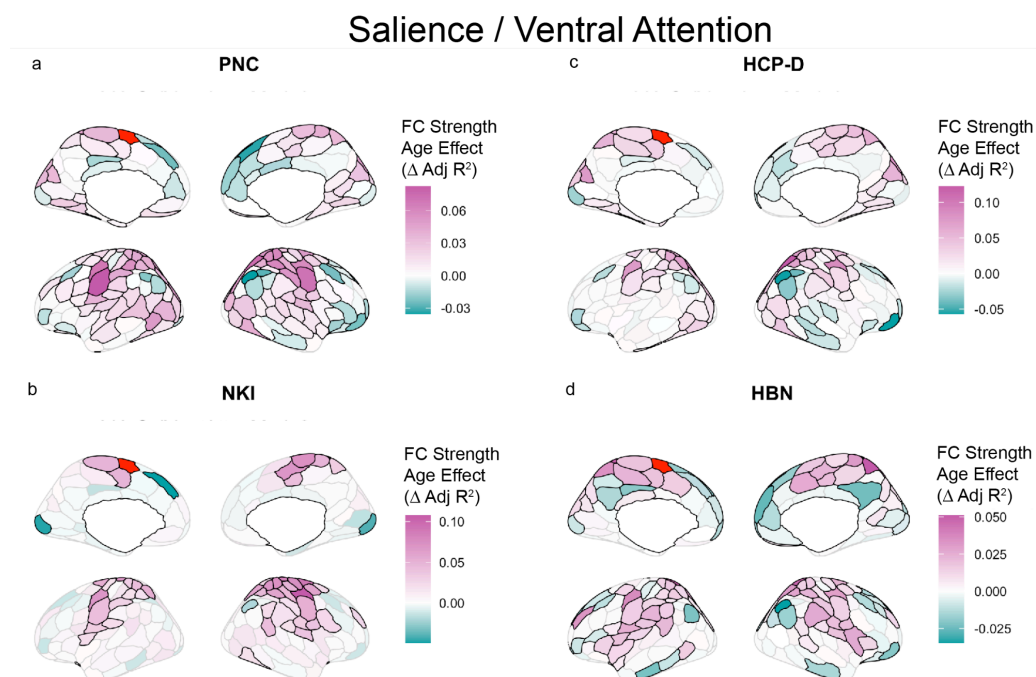 Salience / Ventral Attention
a
PNC
FC Strength
Age Effect
(Δ Adj R²)
0.06
0.03
0.00
-0.03
c
HCP-D
FC Strength
Age Effect
(Δ Adj R²)
0.10
0.05
0.00
-0.05
b
NKI
FC Strength
Age Effect
(Δ Adj R²)
0.10
0.05
0.00
d
HBN
FC Strength
Age Effect
(Δ Adj R²)
0.050
0.025
0.000
-0.025